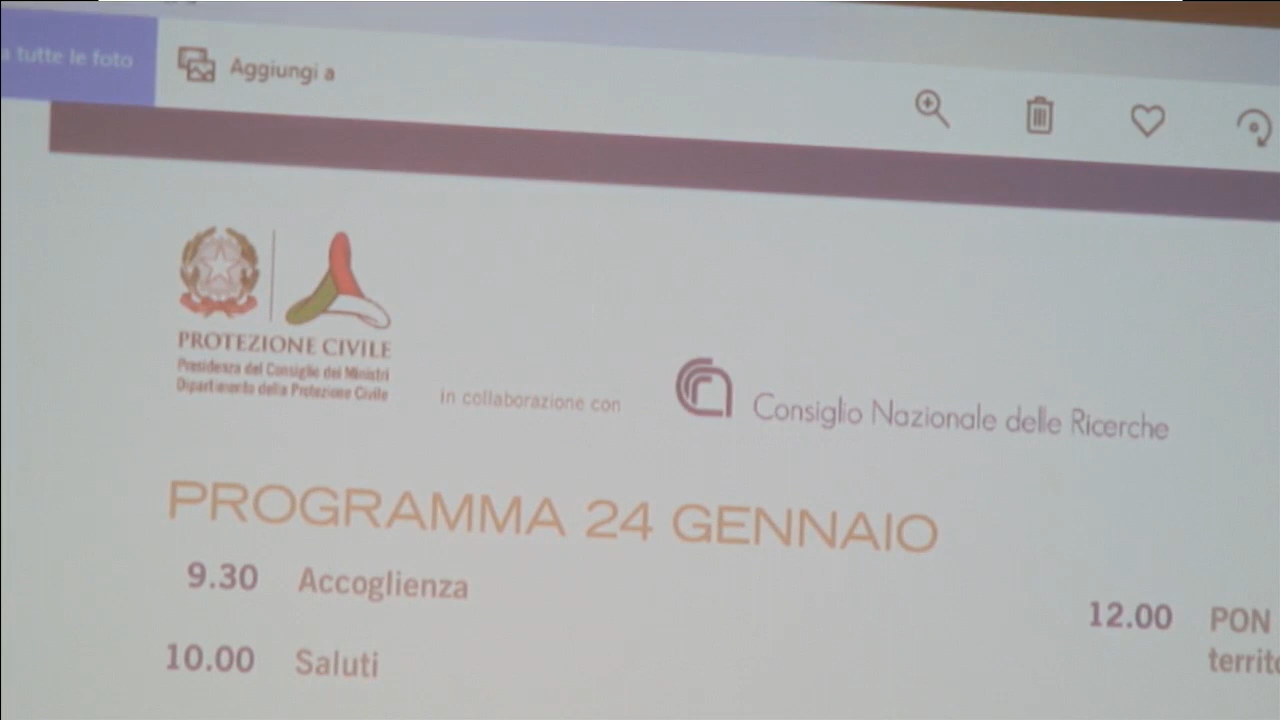 a tutte le foto
Aggiungi a
PROTEZIONE CIVILE
Presidenza del Consiglio dei Ministri
Dipartimento della Protezione Civile
in collaborazione con
Consiglio Nazionale delle Ricerche
PROGRAMMA 24 GENNAIO
9.30 Accoglienza
10.00 Saluti
12.00 PON
territo